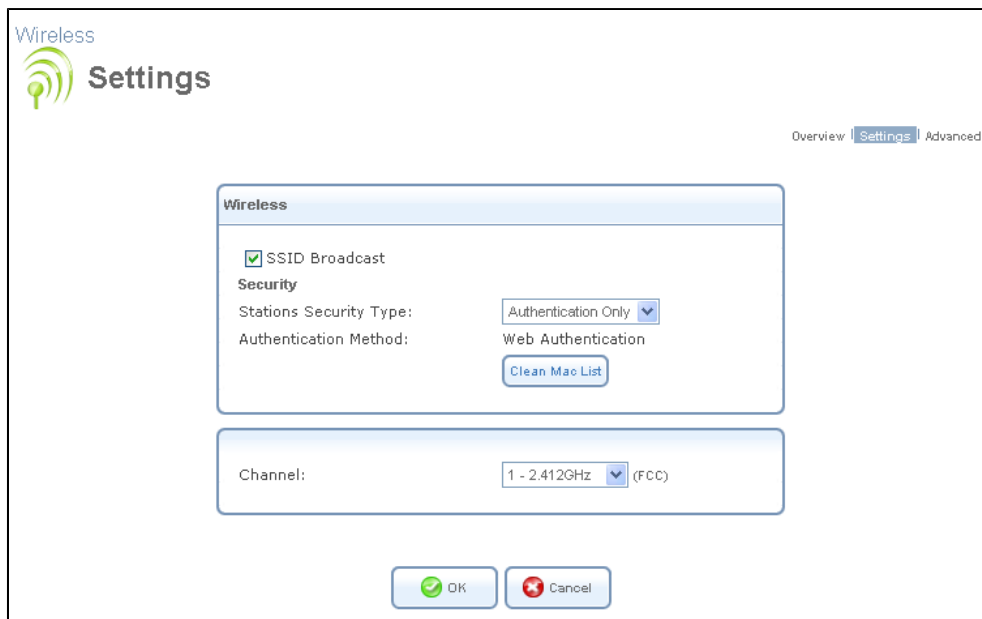 Wireless
Settings
Overview | Settings | Advanced
Wireless
SSID Broadcast
Security
Stations Security Type: Authentication Only
Authentication Method: Web Authentication
Clean Mac List
Channel: 1 - 2.412GHz (FCC)
OK Cancel